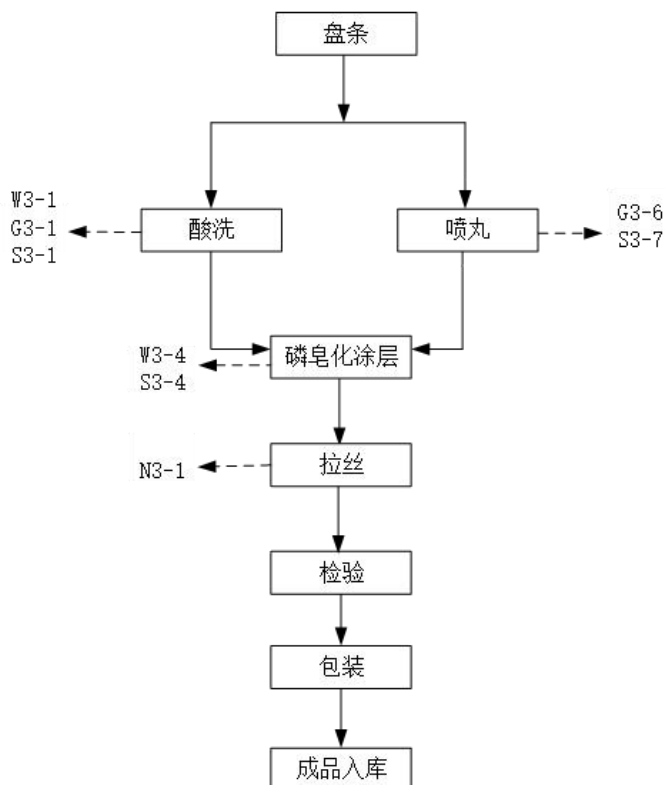 盘条
W3-1
G3-1
S3-1
酸洗
喷丸
G3-6
S3-7
W3-4
S3-4
磷皂化涂层
N3-1
拉丝
检验
包装
成品入库